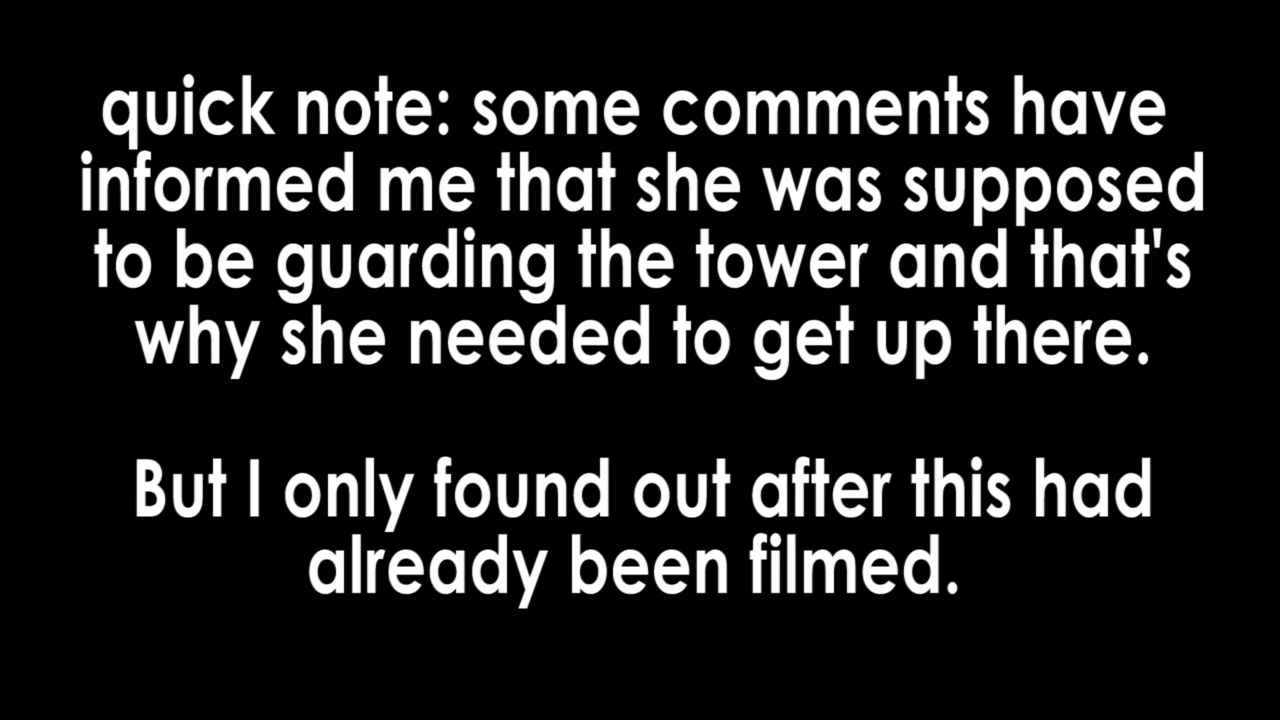 quick note: some comments have
informed me that she was supposed
to be guarding the tower and that's
why she needed to get up there.
But I only found out after this had
already been filmed.